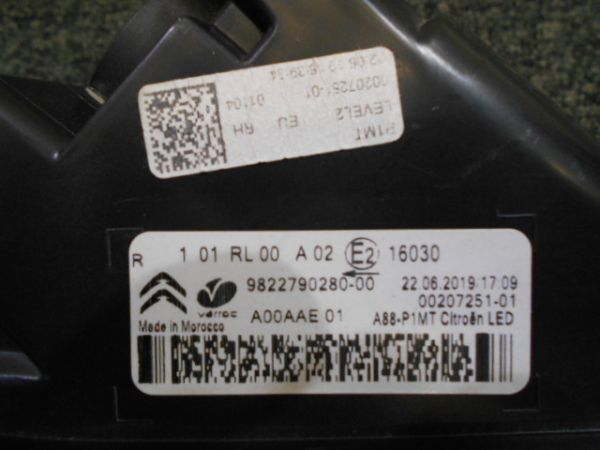 P1MT
LEVEL2 EU RH
00207251-01 01:04
R 1 01 RL 00 A 02 E2 16030
9822790280-00 22.06.2019/17:09
00207251-01
varroc
A00AAE 01 A88-P1MT Citroën LED
Made in Morocco